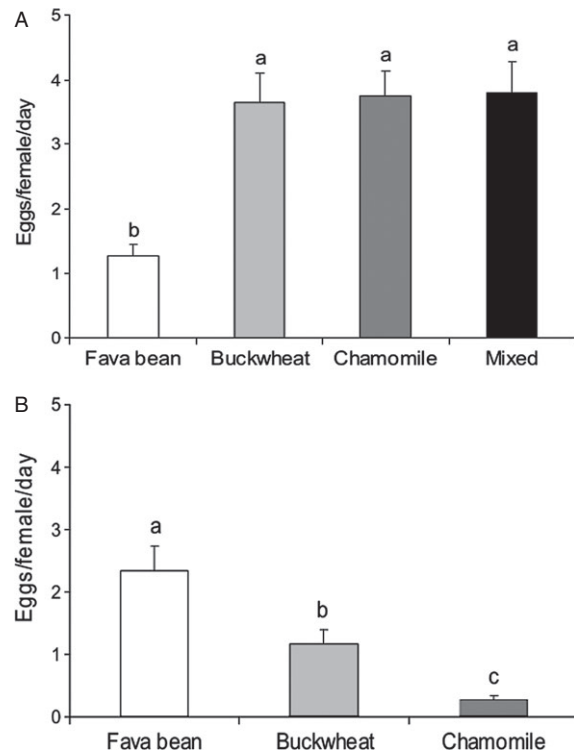 A
Eggs/female/day
5
4
3
2
1
0
b
a
a
a
Fava bean Buckwheat Chamomile Mixed
B
Eggs/female/day
5
4
3
2
1
0
a
b
c
Fava bean Buckwheat Chamomile